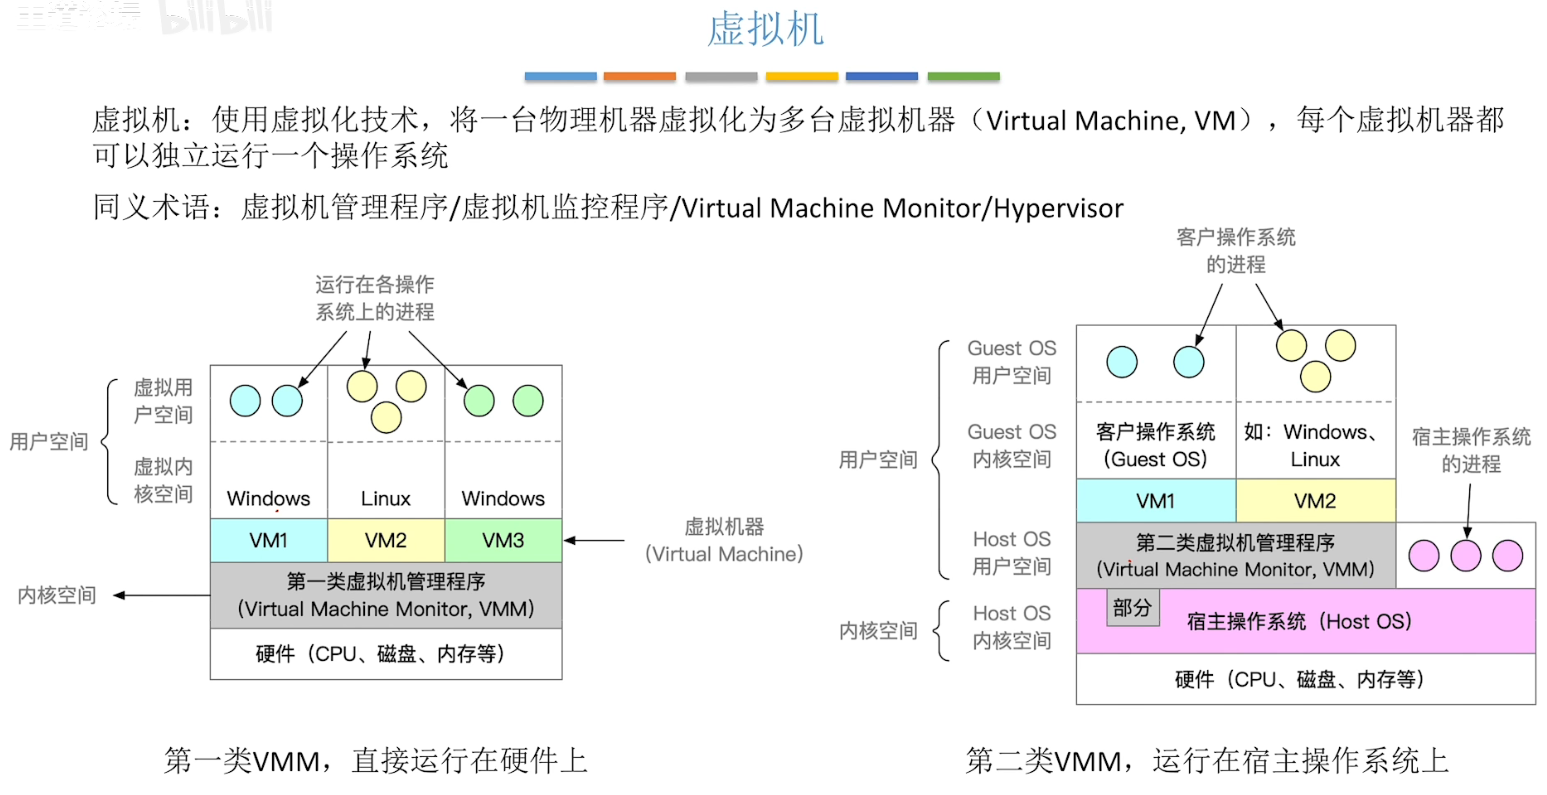 虚拟机
虚拟机：使用虚拟化技术，将一台物理机器虚拟化为多台虚拟机器（Virtual Machine, VM），每个虚拟机器都
可以独立运行一个操作系统
同义术语：虚拟机管理程序/虚拟机监控程序/Virtual Machine Monitor/Hypervisor
运行在各操作
系统上的进程
用户空间
虚拟用
户空间
虚拟内
核空间
Windows
Linux
Windows
VM1
VM2
VM3
虚拟机器
（Virtual Machine）
内核空间
第一类虚拟机管理程序
（Virtual Machine Monitor, VMM）
硬件（CPU、磁盘、内存等）
第一类VMM，直接运行在硬件上
客户操作系统
的进程
用户空间
Guest OS
用户空间
Guest OS
内核空间
客户操作系统
（Guest OS）
如：Windows、
Linux
宿主操作系统
的进程
VM1
VM2
Host OS
用户空间
第二类虚拟机管理程序
（Virtual Machine Monitor, VMM）
内核空间
Host OS
内核空间
部分
宿主操作系统（Host OS）
硬件（CPU、磁盘、内存等）
第二类VMM，运行在宿主操作系统上
bilibili